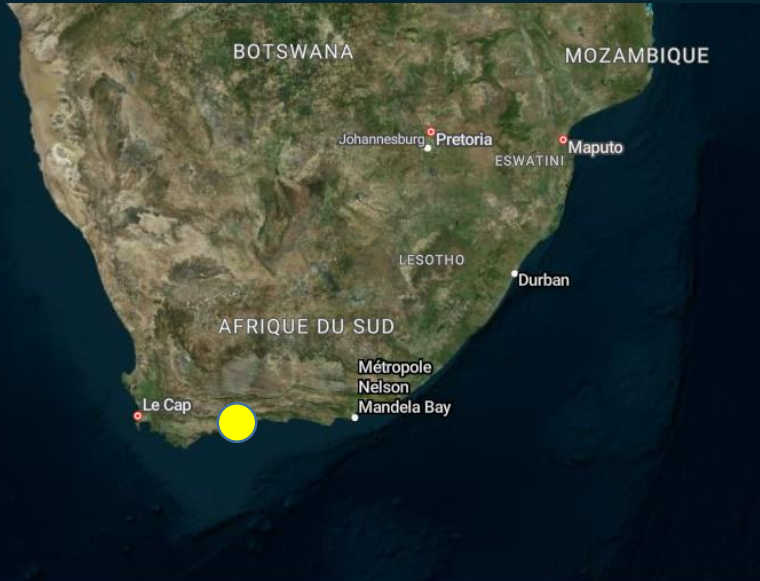 BOTSWANA
MOZAMBIQUE
Johannesburg
Pretoria
Maputo
ESWATINI
LESOTHO
Durban
AFRIQUE DU SUD
Métropole
Nelson
Mandela Bay
Le Cap